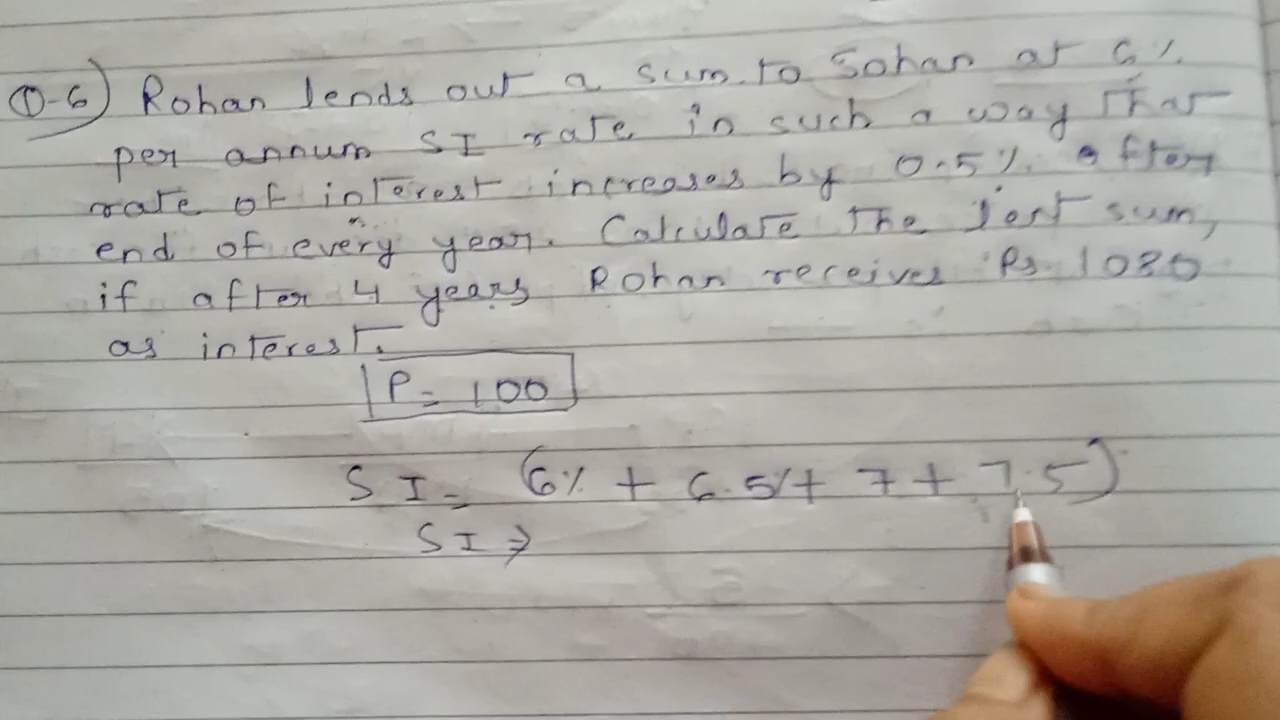 Q-6) Rohan lends out a sum to Sohan at 6%
per annum SI rate in such a way that
rate of interest increases by 0.5% after
end of every year. Calculate the lent sum,
if after 4 years Rohan receives Rs 1080
as interest.
P = 100
SI = (6% + 6.5% + 7 + 7.5)
SI ⇒